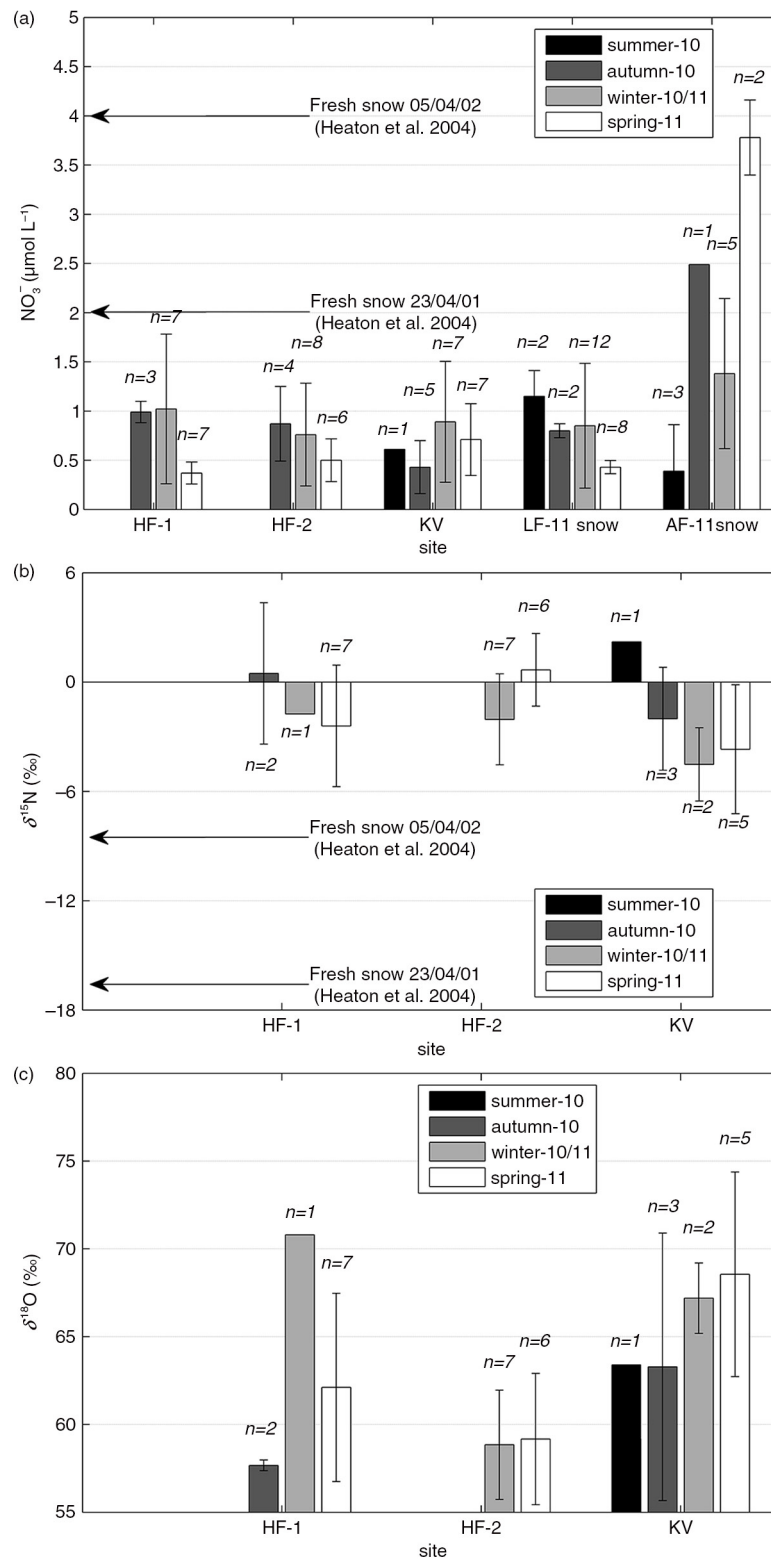 (a)
5
4.5
4
3.5
3
2.5
2
1.5
1
0.5
0
NO₃⁻ (µmol L⁻¹)
summer-10
autumn-10
winter-10/11
spring-11
Fresh snow 05/04/02
(Heaton et al. 2004)
Fresh snow 23/04/01
(Heaton et al. 2004)
n=3
n=7
n=7
n=4
n=8
n=6
n=1
n=5
n=7
n=7
n=2
n=2
n=12
n=8
n=3
n=1
n=5
n=2
HF-1 HF-2 KV LF-11 snow AF-11snow
site
(b)
6
0
−6
−12
−18
δ¹⁵N (‰)
n=2
n=1
n=7
n=7
n=6
n=1
n=3
n=2
n=5
Fresh snow 05/04/02
(Heaton et al. 2004)
Fresh snow 23/04/01
(Heaton et al. 2004)
summer-10
autumn-10
winter-10/11
spring-11
HF-1 HF-2 KV
site
(c)
80
75
70
65
60
55
δ¹⁸O (‰)
summer-10
autumn-10
winter-10/11
spring-11
n=2
n=1
n=7
n=7
n=6
n=1
n=3
n=2
n=5
HF-1 HF-2 KV
site